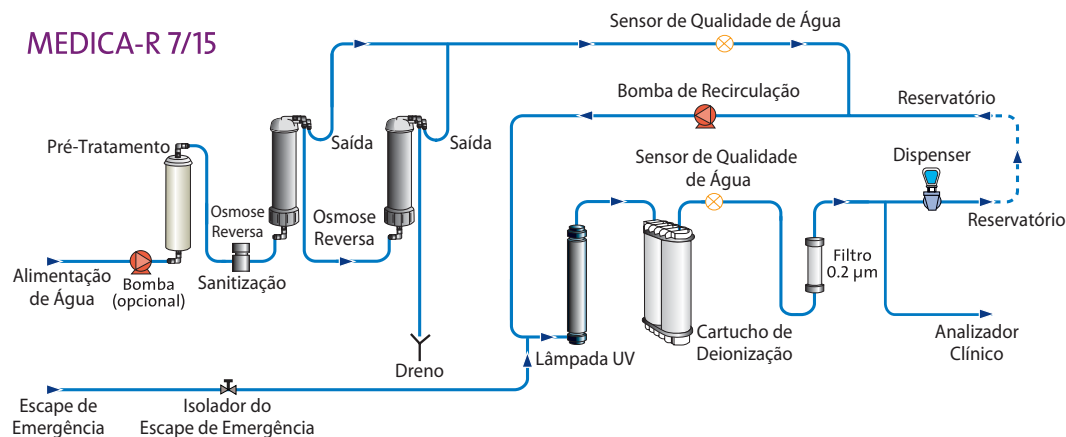 MEDICA-R 7/15
Sensor de Qualidade de Água
Bomba de Recirculação
Reservatório
Pré-Tratamento
Saída
Saída
Sensor de Qualidade
de Água
Dispenser
Osmose
Reversa
Osmose
Reversa
Reservatório
Alimentação
de Água
Bomba
(opcional)
Sanitização
Filtro
0.2 µm
Dreno
Lâmpada UV
Cartucho de
Deionização
Analizador
Clínico
Escape de
Emergência
Isolador do
Escape de Emergência